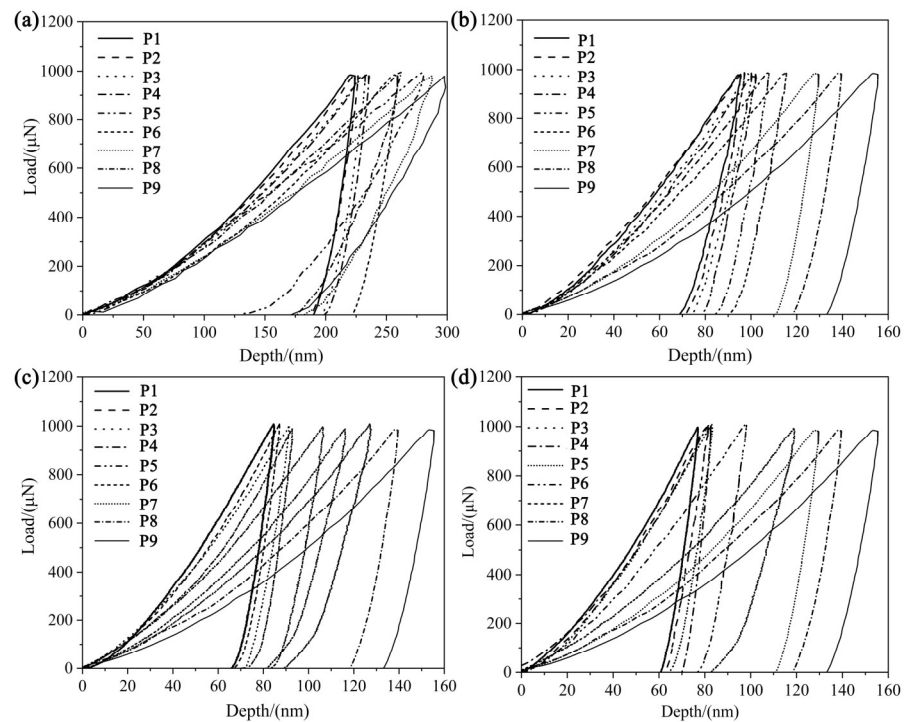 (a)
1200
1000
800
600
400
200
0
Load/(μN)
P1
P2
P3
P4
P5
P6
P7
P8
P9
0 50 100 150 200 250 300
Depth/(nm)
(b)
1200
1000
800
600
400
200
0
Load/(μN)
P1
P2
P3
P4
P5
P6
P7
P8
P9
0 20 40 60 80 100 120 140 160
Depth/(nm)
(c)
1200
1000
800
600
400
200
0
Load/(μN)
P1
P2
P3
P4
P5
P6
P7
P8
P9
0 20 40 60 80 100 120 140 160
Depth/(nm)
(d)
1200
1000
800
600
400
200
0
Load/(μN)
P1
P2
P3
P4
P5
P6
P7
P8
P9
0 20 40 60 80 100 120 140 160
Depth/(nm)